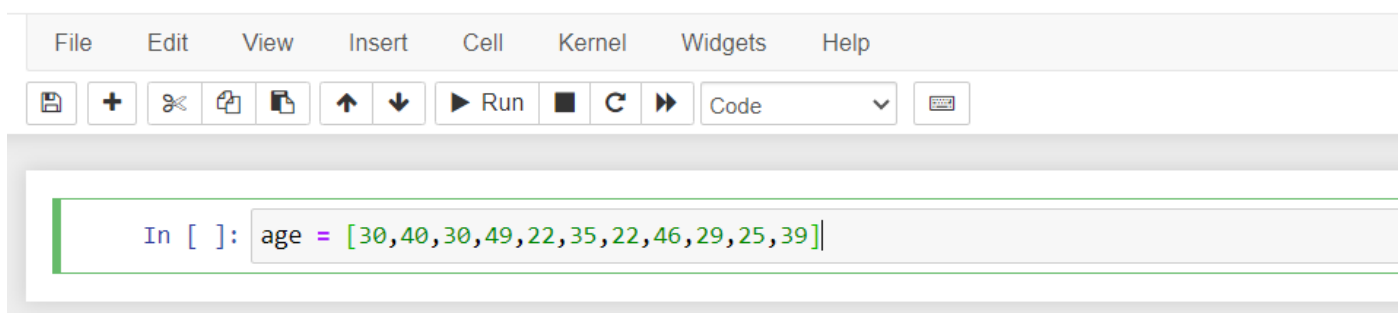 File Edit View Insert Cell Kernel Widgets Help
Run Code
In [ ]: age = [30,40,30,49,22,35,22,46,29,25,39]